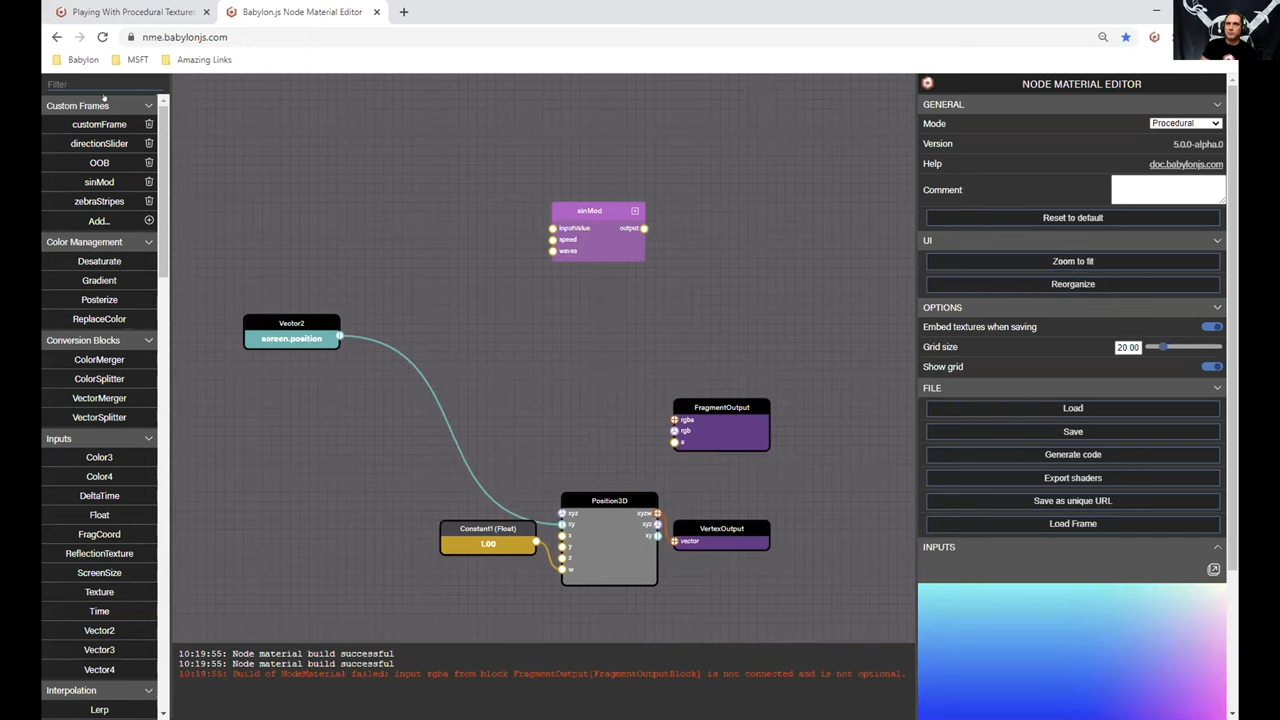 Playing With Procedural Textures
Babylon.js Node Material Editor
nme.babylonjs.com
Babylon
MSFT
Amazing Links
Filter
Custom Frames
customFrame
directionSlider
OOB
sinMod
zebraStripes
Add...
Color Management
Desaturate
Gradient
Posterize
ReplaceColor
Conversion Blocks
ColorMerger
ColorSplitter
VectorMerger
VectorSplitter
Inputs
Color3
Color4
DeltaTime
Float
FragCoord
ReflectionTexture
ScreenSize
Texture
Time
Vector2
Vector3
Vector4
Interpolation
Lerp
sinMod
inputValue output
speed
waves
Vector2
screen.position
FragmentOutput
rgba
rgb
a
Position3D
xyz xyzw
xy xyz
x xy
y
z
w
Constant1 (Float)
1.00
VertexOutput
vector
10:19:55: Node material build successful
10:19:55: Node material build successful
10:19:55: Build of NodeMaterial failed: input rgba from block FragmentOutput[FragmentOutputBlock] is not connected and is not optional.
NODE MATERIAL EDITOR
GENERAL
Mode Procedural
Version 5.0.0-alpha.0
Help doc.babylonjs.com
Comment
Reset to default
UI
Zoom to fit
Reorganize
OPTIONS
Embed textures when saving
Grid size 20.00
Show grid
FILE
Load
Save
Generate code
Export shaders
Save as unique URL
Load Frame
INPUTS